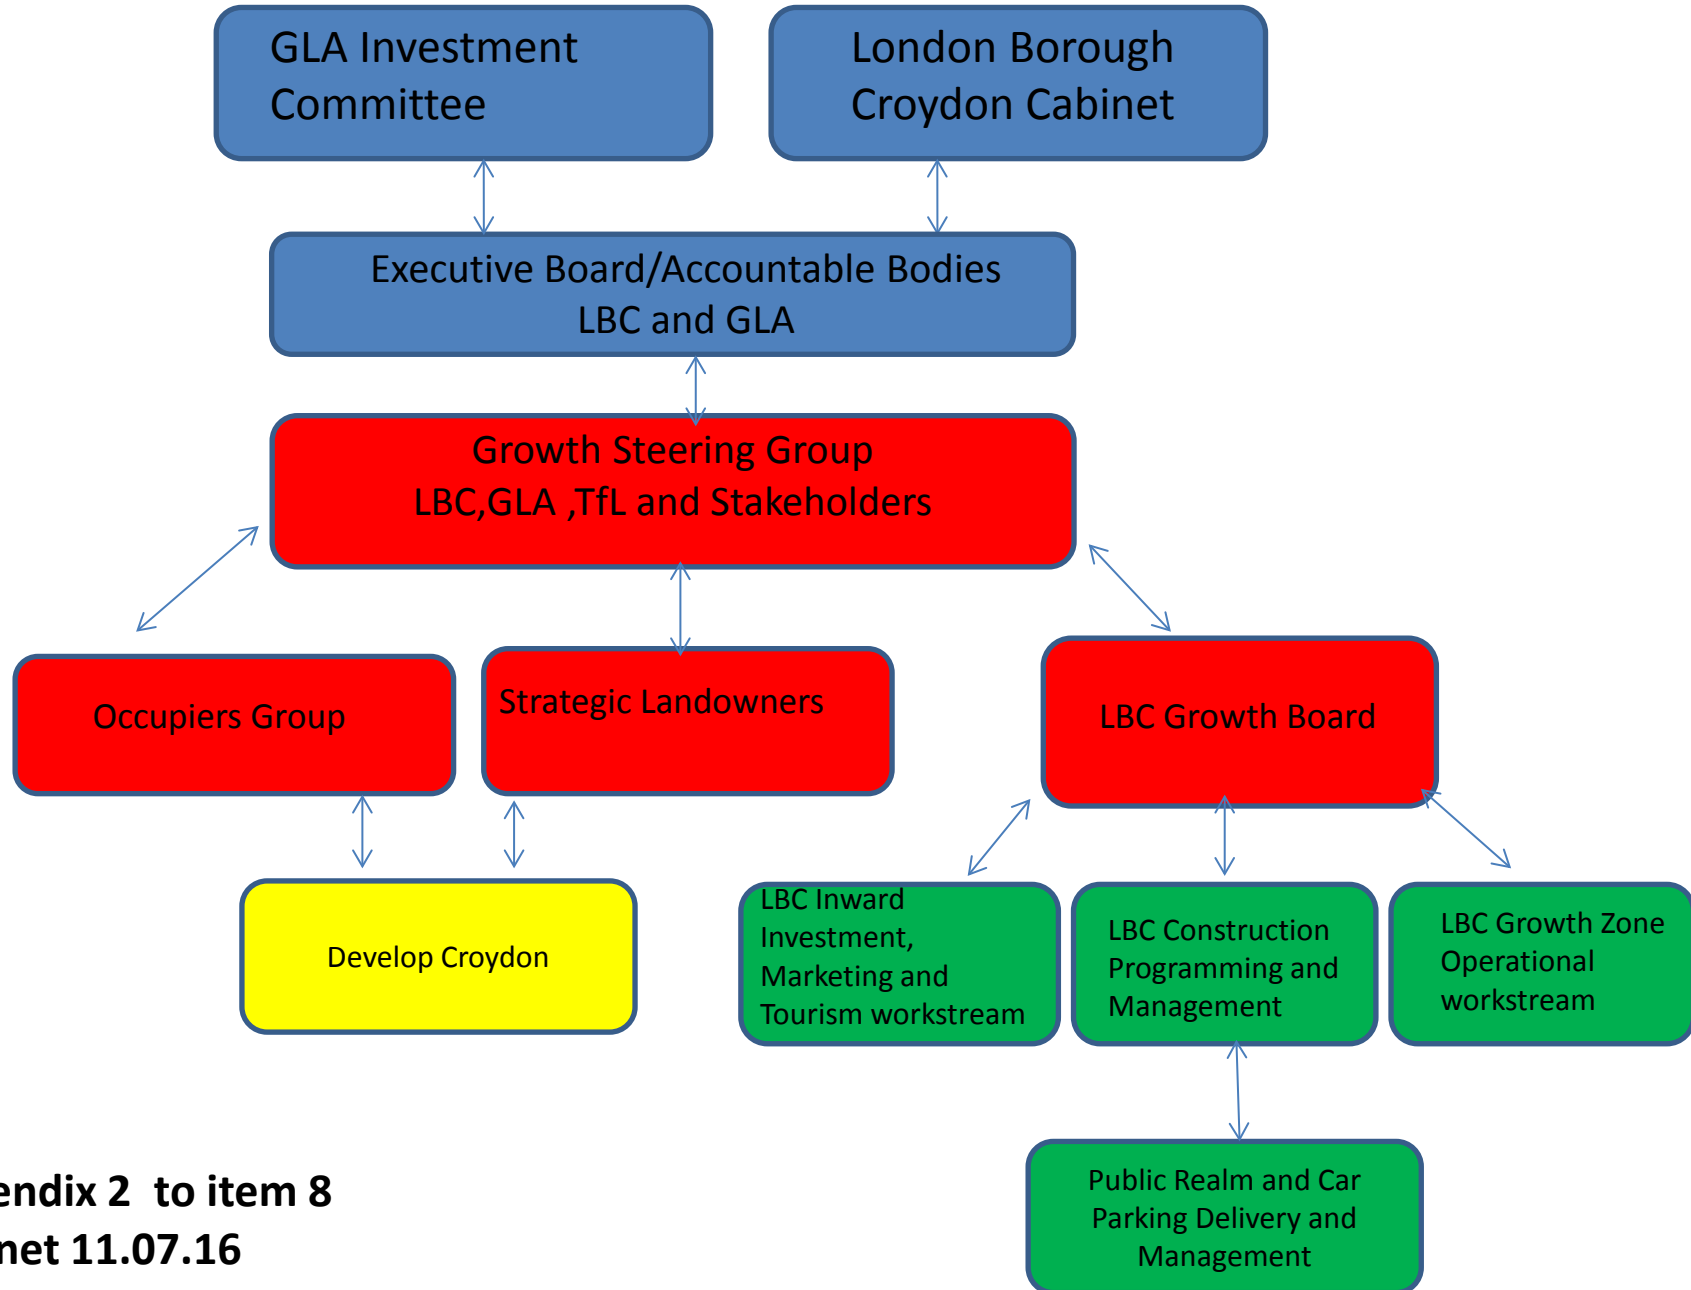 GLA Investment
Committee
London Borough
Croydon Cabinet
Executive Board/Accountable Bodies
LBC and GLA
Growth Steering Group
LBC,GLA ,TfL and Stakeholders
Occupiers Group
Strategic Landowners
LBC Growth Board
Develop Croydon
LBC Inward
Investment,
Marketing and
Tourism workstream
LBC Construction
Programming and
Management
LBC Growth Zone
Operational
workstream
Public Realm and Car
Parking Delivery and
Management
endix 2 to item 8
net 11.07.16